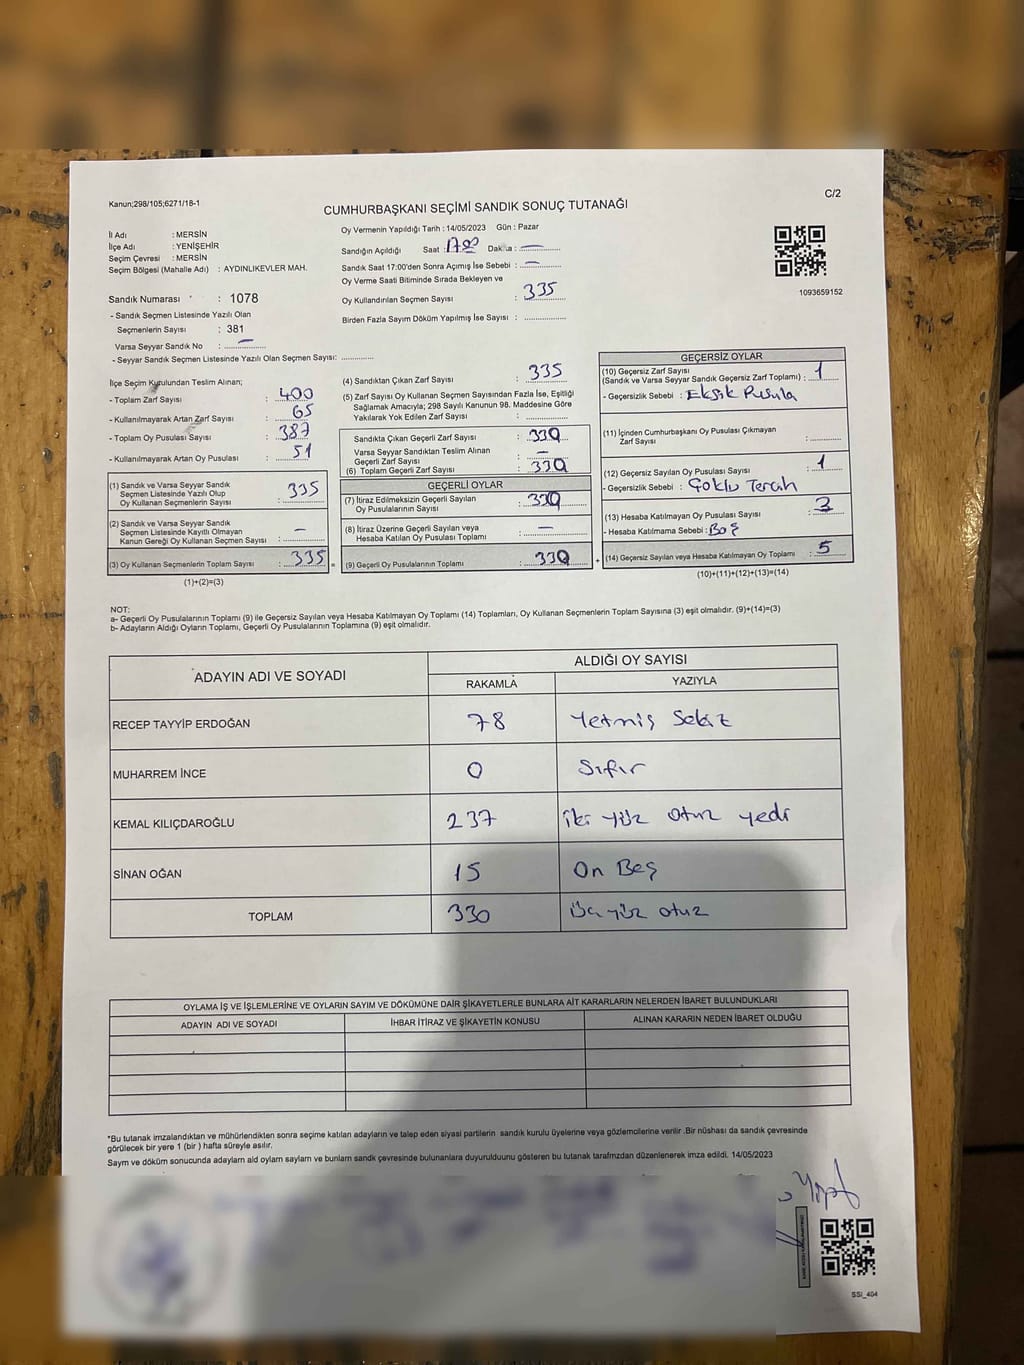 Kanun;298/105;6271/18-1
C/2
CUMHURBAŞKANI SEÇİMİ SANDIK SONUÇ TUTANAĞI
İl Adı : MERSİN
İlçe Adı : YENİŞEHİR
Seçim Çevresi : MERSİN
Seçim Bölgesi (Mahalle Adı) : AYDINLIKEVLER MAH.
Sandık Numarası : 1078
- Sandık Seçmen Listesinde Yazılı Olan
Seçmenlerin Sayısı : 381
Varsa Seyyar Sandık No : —
- Seyyar Sandık Seçmen Listesinde Yazılı Olan Seçmen Sayısı: ............
Oy Vermenin Yapıldığı Tarih : 14/05/2023 Gün : Pazar
Sandığın Açıldığı Saat : 17.00 Dakika : —
Sandık Saat 17:00'den Sonra Açımış İse Sebebi : —
Oy Verme Saati Bitiminde Sırada Bekleyen ve
Oy Kullandırılan Seçmen Sayısı : 335
Birden Fazla Sayım Döküm Yapılmış İse Sayısı : ............
1093659152
İlçe Seçim Kurulundan Teslim Alınan;
- Toplam Zarf Sayısı : 400
- Kullanılmayarak Artan Zarf Sayısı : 65
- Toplam Oy Pusulası Sayısı : 387
- Kullanılmayarak Artan Oy Pusulası : 51
(1) Sandık ve Varsa Seyyar Sandık
Seçmen Listesinde Yazılı Olup
Oy Kullanan Seçmenlerin Sayısı : 335
(2) Sandık ve Varsa Seyyar Sandık
Seçmen Listesinde Kayıtlı Olmayan
Kanun Gereği Oy Kullanan Seçmen Sayısı : —
(3) Oy Kullanan Seçmenlerin Toplam Sayısı : 335 =
(1)+(2)=(3)
(4) Sandıktan Çıkan Zarf Sayısı : 335
(5) Zarf Sayısı Oy Kullanan Seçmen Sayısından Fazla İse, Eşitliği
Sağlamak Amacıyla; 298 Sayılı Kanunun 98. Maddesine Göre
Yakılarak Yok Edilen Zarf Sayısı : ............
Sandıkta Çıkan Geçerli Zarf Sayısı : 330
Varsa Seyyar Sandıktan Teslim Alınan
Geçerli Zarf Sayısı : —
(6) Toplam Geçerli Zarf Sayısı : 330
GEÇERLİ OYLAR
(7) İtiraz Edilmeksizin Geçerli Sayılan
Oy Pusulasının Sayısı : 330
(8) İtiraz Üzerine Geçerli Sayılan veya
Hesaba Katılan Oy Pusulası Toplamı : —
(9) Geçerli Oy Pusulalarının Toplamı : 330 +
GEÇERSİZ OYLAR
(10) Geçersiz Zarf Sayısı
(Sandık ve Varsa Seyyar Sandık Geçersiz Zarf Toplamı) : 1
- Geçersizlik Sebebi : Eksik Pusula
(11) İçinden Cumhurbaşkanı Oy Pusulası Çıkmayan
Zarf Sayısı : ............
(12) Geçersiz Sayılan Oy Pusulası Sayısı : 1
- Geçersizlik Sebebi : Çoklu Tercih
(13) Hesaba Katılmayan Oy Pusulası Sayısı : 3
- Hesaba Katılmama Sebebi : Boş
(14) Geçersiz Sayılan veya Hesaba Katılmayan Oy Toplamı : 5
(10)+(11)+(12)+(13)=(14)
NOT:
a- Geçerli Oy Pusulalarının Toplamı (9) ile Geçersiz Sayılan veya Hesaba Katılmayan Oy Toplamı (14) Toplamları, Oy Kullanan Seçmenlerin Toplam Sayısına (3) eşit olmalıdır. (9)+(14)=(3)
b- Adayların Aldığı Oyların Toplamı, Geçerli Oy Pusulalarının Toplamına (9) eşit olmalıdır.
ADAYIN ADI VE SOYADI
ALDIĞI OY SAYISI
RAKAMLA YAZIYLA
RECEP TAYYİP ERDOĞAN 78 Yetmiş Sekiz
MUHARREM İNCE 0 Sıfır
KEMAL KILIÇDAROĞLU 237 iki yüz otuz yedi
SİNAN OĞAN 15 On Beş
TOPLAM 330 Üç yüz otuz
OYLAMA İŞ VE İŞLEMLERİNE VE OYLARIN SAYIM VE DÖKÜMÜNE DAİR ŞİKAYETLERLE BUNLARA AİT KARARLARIN NELERDEN İBARET BULUNDUKLARI
ADAYIN ADI VE SOYADI İHBAR İTİRAZ VE ŞİKAYETİN KONUSU ALINAN KARARIN NEDEN İBARET OLDUĞU
*Bu tutanak imzalandıktan ve mühürlendikten sonra seçime katılan adayların ve talep eden siyasi partilerin sandık kurulu üyelerine veya gözlemcilerine verilir .Bir nüshası da sandık çevresinde
görülecek bir yere 1 (bir ) hafta süreyle asılır.
Sayım ve döküm sonucunda adaylarn ald oylarn saylarn ve bunlarn sandk çevresinde bulunanlara duyurulduunu gösteren bu tutanak tarafmzdan düzenlenerek imza edildi. 14/05/2023
SSI_404